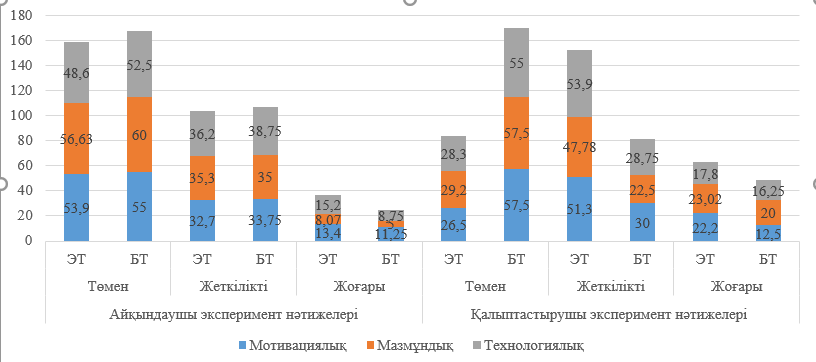 180
160
140
120
100
80
60
40
20
0
48,6 52,5 36,2 38,75 15,2 8,75 28,3 55 53,9 28,75 17,8 16,25
56,63 60 35,3 35 8,07 5 29,2 57,5 47,78 22,5 23,02 20
53,9 55 32,7 33,75 13,4 11,25 26,5 57,5 51,3 30 22,2 12,5
ЭТ БТ ЭТ БТ ЭТ БТ ЭТ БТ ЭТ БТ ЭТ БТ
Төмен Жеткілікті Жоғары Төмен Жеткілікті Жоғары
Айқындаушы эксперимент нәтижелері Қалыптастырушы эксперимент нәтижелері
Мотивациялық Мазмұндық Технологиялық